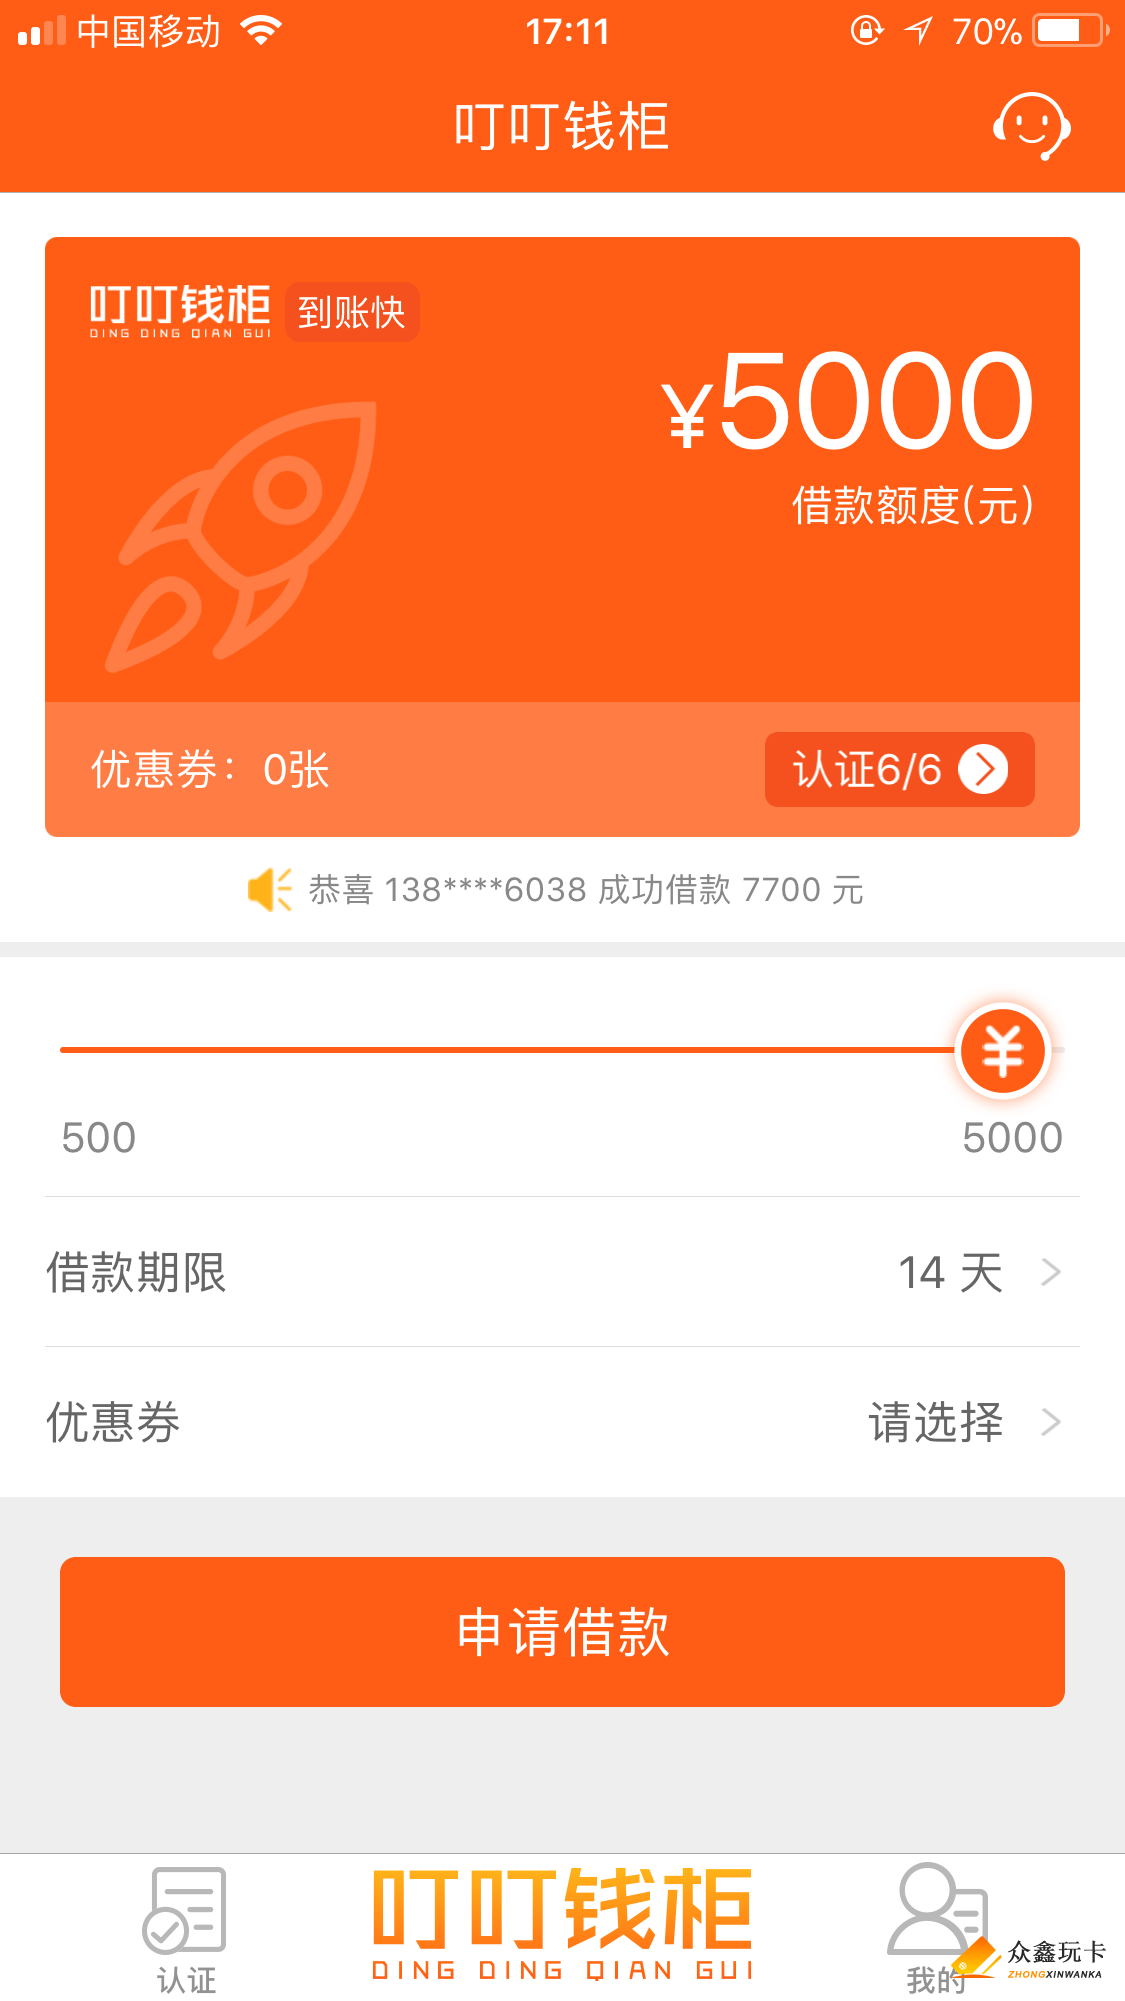 中国移动 17:11 70%
叮叮钱柜
叮叮钱柜 到账快
DING DING QIAN GUI
¥5000
借款额度(元)
优惠券：0张 认证6/6
恭喜 138****6038 成功借款 7700 元
¥
500 5000
借款期限 14 天
优惠券 请选择
申请借款
叮叮钱柜
DING DING QIAN GUI
认证 我的
众鑫玩卡
ZHONGXINWANKA